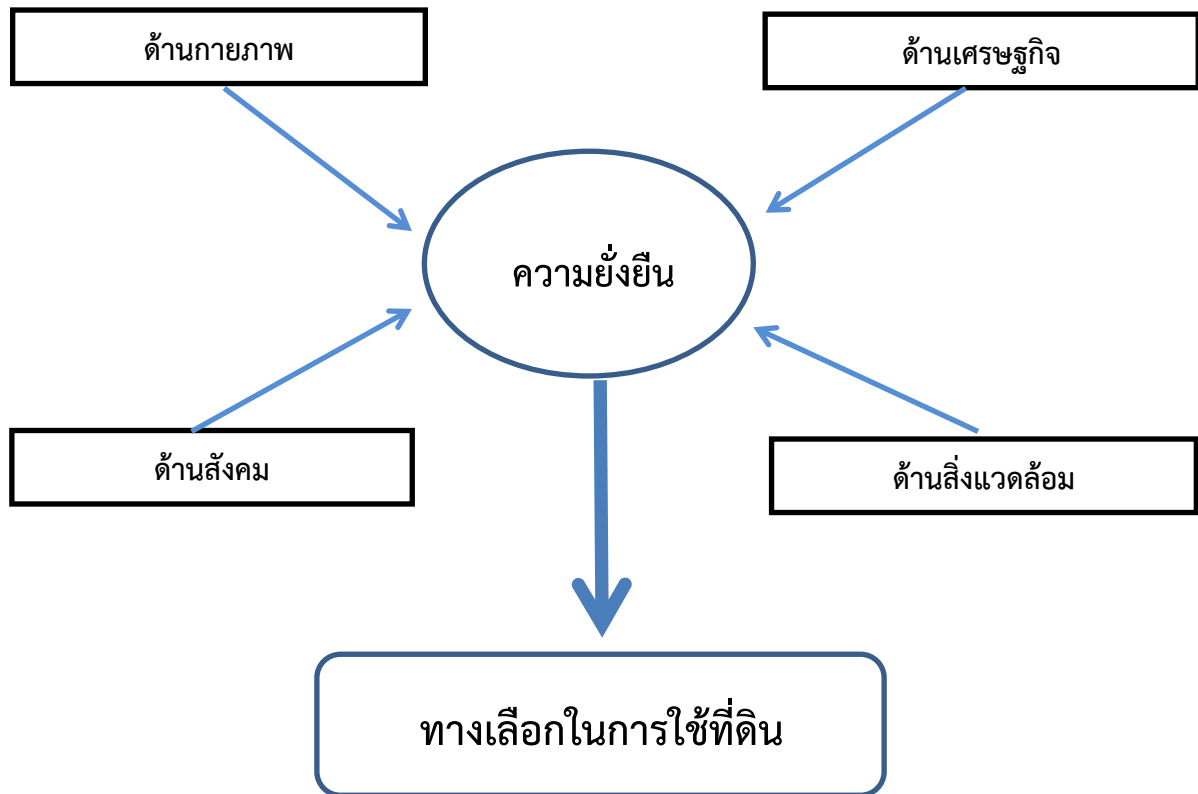 ด้านกายภาพ
ด้านเศรษฐกิจ
ความยั่งยืน
ด้านสังคม
ด้านสิ่งแวดล้อม
ทางเลือกในการใช้ที่ดิน